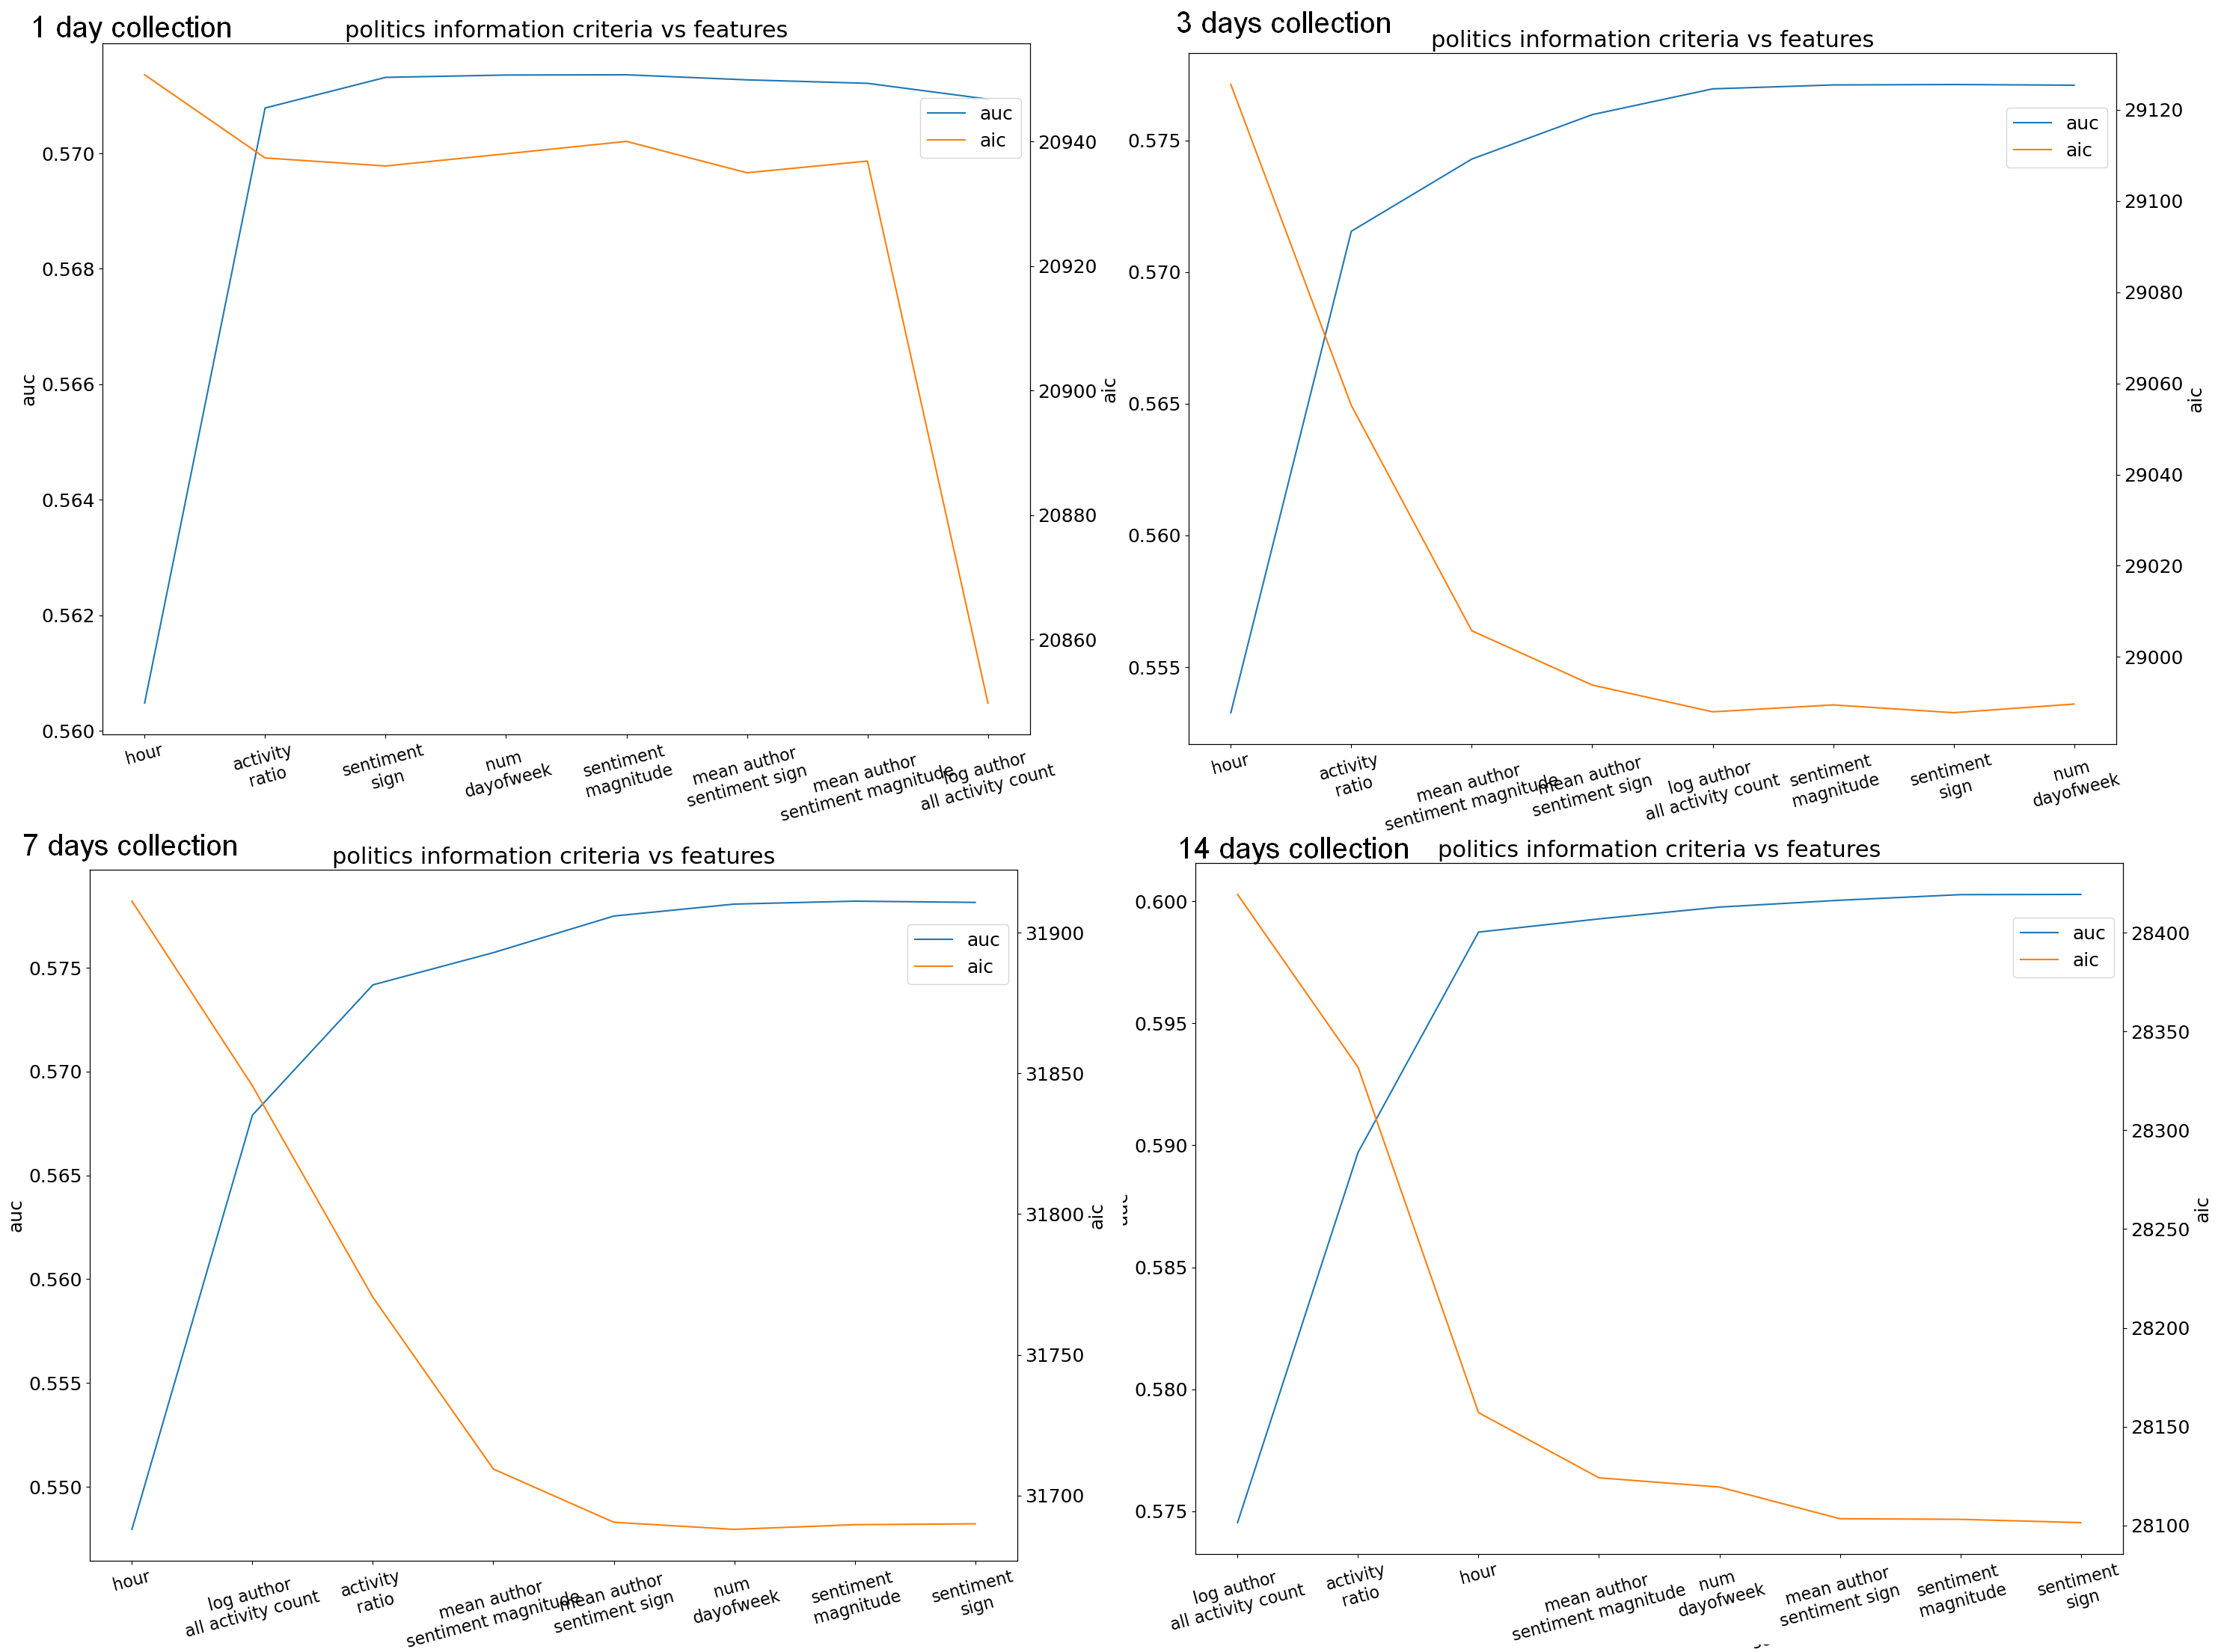 1 day collection
politics information criteria vs features
auc
0.570
0.568
0.566
0.564
0.562
0.560
20940
20920
20900
20880
20860
aic
auc
aic
hour
activity
ratio
sentiment
sign
num
dayofweek
sentiment
magnitude
mean author
sentiment sign
mean author
sentiment magnitude
log author
all activity count
3 days collection
politics information criteria vs features
0.575
0.570
0.565
0.560
0.555
29120
29100
29080
29060
29040
29020
29000
aic
auc
aic
hour
activity
ratio
mean author
sentiment magnitude
mean author
sentiment sign
log author
all activity count
sentiment
magnitude
sentiment
sign
num
dayofweek
7 days collection
politics information criteria vs features
auc
0.575
0.570
0.565
0.560
0.555
0.550
31900
31850
31800
31750
31700
aic
auc
aic
hour
log author
all activity count
activity
ratio
mean author
sentiment magnitude
mean author
sentiment sign
num
dayofweek
sentiment
magnitude
sentiment
sign
14 days collection
politics information criteria vs features
auc
0.600
0.595
0.590
0.585
0.580
0.575
28400
28350
28300
28250
28200
28150
28100
aic
auc
aic
log author
all activity count
activity
ratio
hour
mean author
sentiment magnitude
num
dayofweek
mean author
sentiment sign
sentiment
magnitude
sentiment
sign